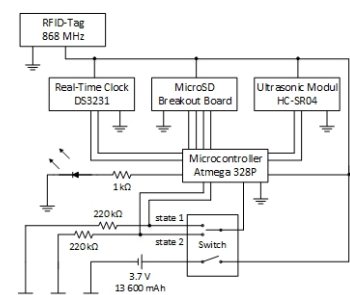 RFID-Tag
868 MHz
Real-Time Clock
DS3231
MicroSD
Breakout Board
Ultrasonic Modul
HC-SR04
Microcontroller
Atmega 328P
1 kΩ
220 kΩ
state 1
220 kΩ
state 2
Switch
3.7 V
13 600 mAh